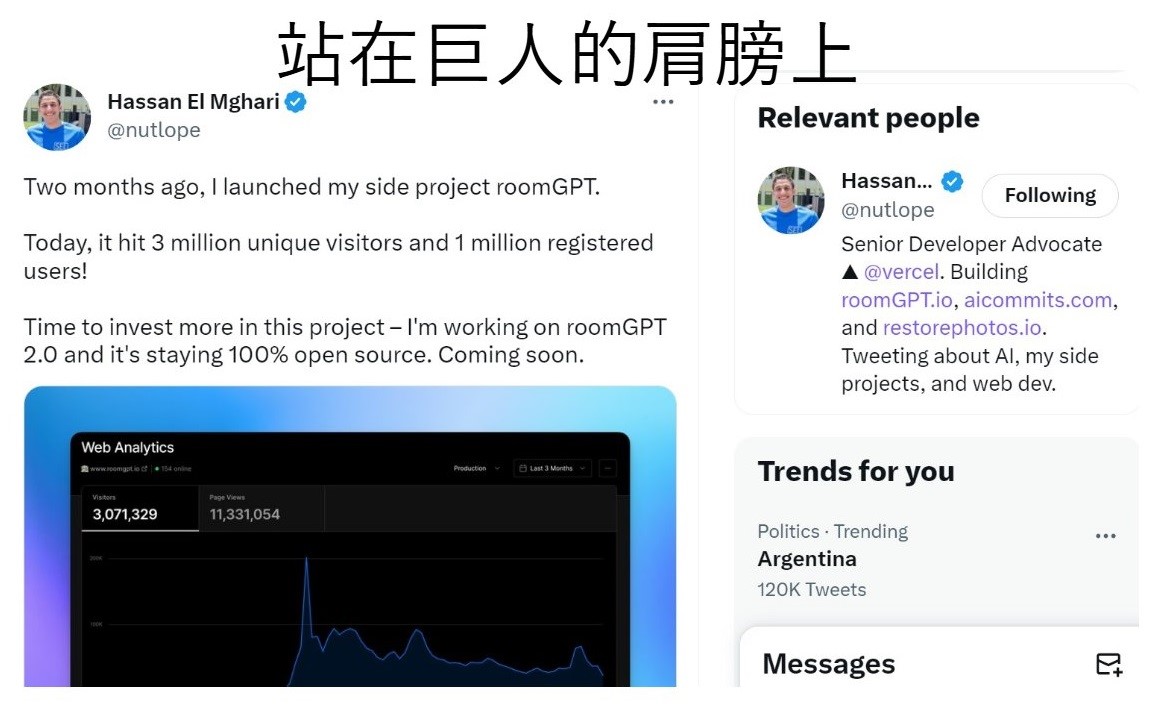 站在巨人的肩膀上
Hassan El Mghari
@nutlope
Two months ago, I launched my side project roomGPT.
Today, it hit 3 million unique visitors and 1 million registered
users!
Time to invest more in this project – I'm working on roomGPT
2.0 and it's staying 100% open source. Coming soon.
Web Analytics
www.roomgpt.io
154 online
Production
Last 3 Months
Visitors
3,071,329
Page Views
11,331,054
Relevant people
Hassan...
@nutlope
Following
Senior Developer Advocate
▲ @vercel. Building
roomGPT.io, aicommits.com,
and restorephotos.io.
Tweeting about AI, my side
projects, and web dev.
Trends for you
Politics · Trending
Argentina
120K Tweets
Messages